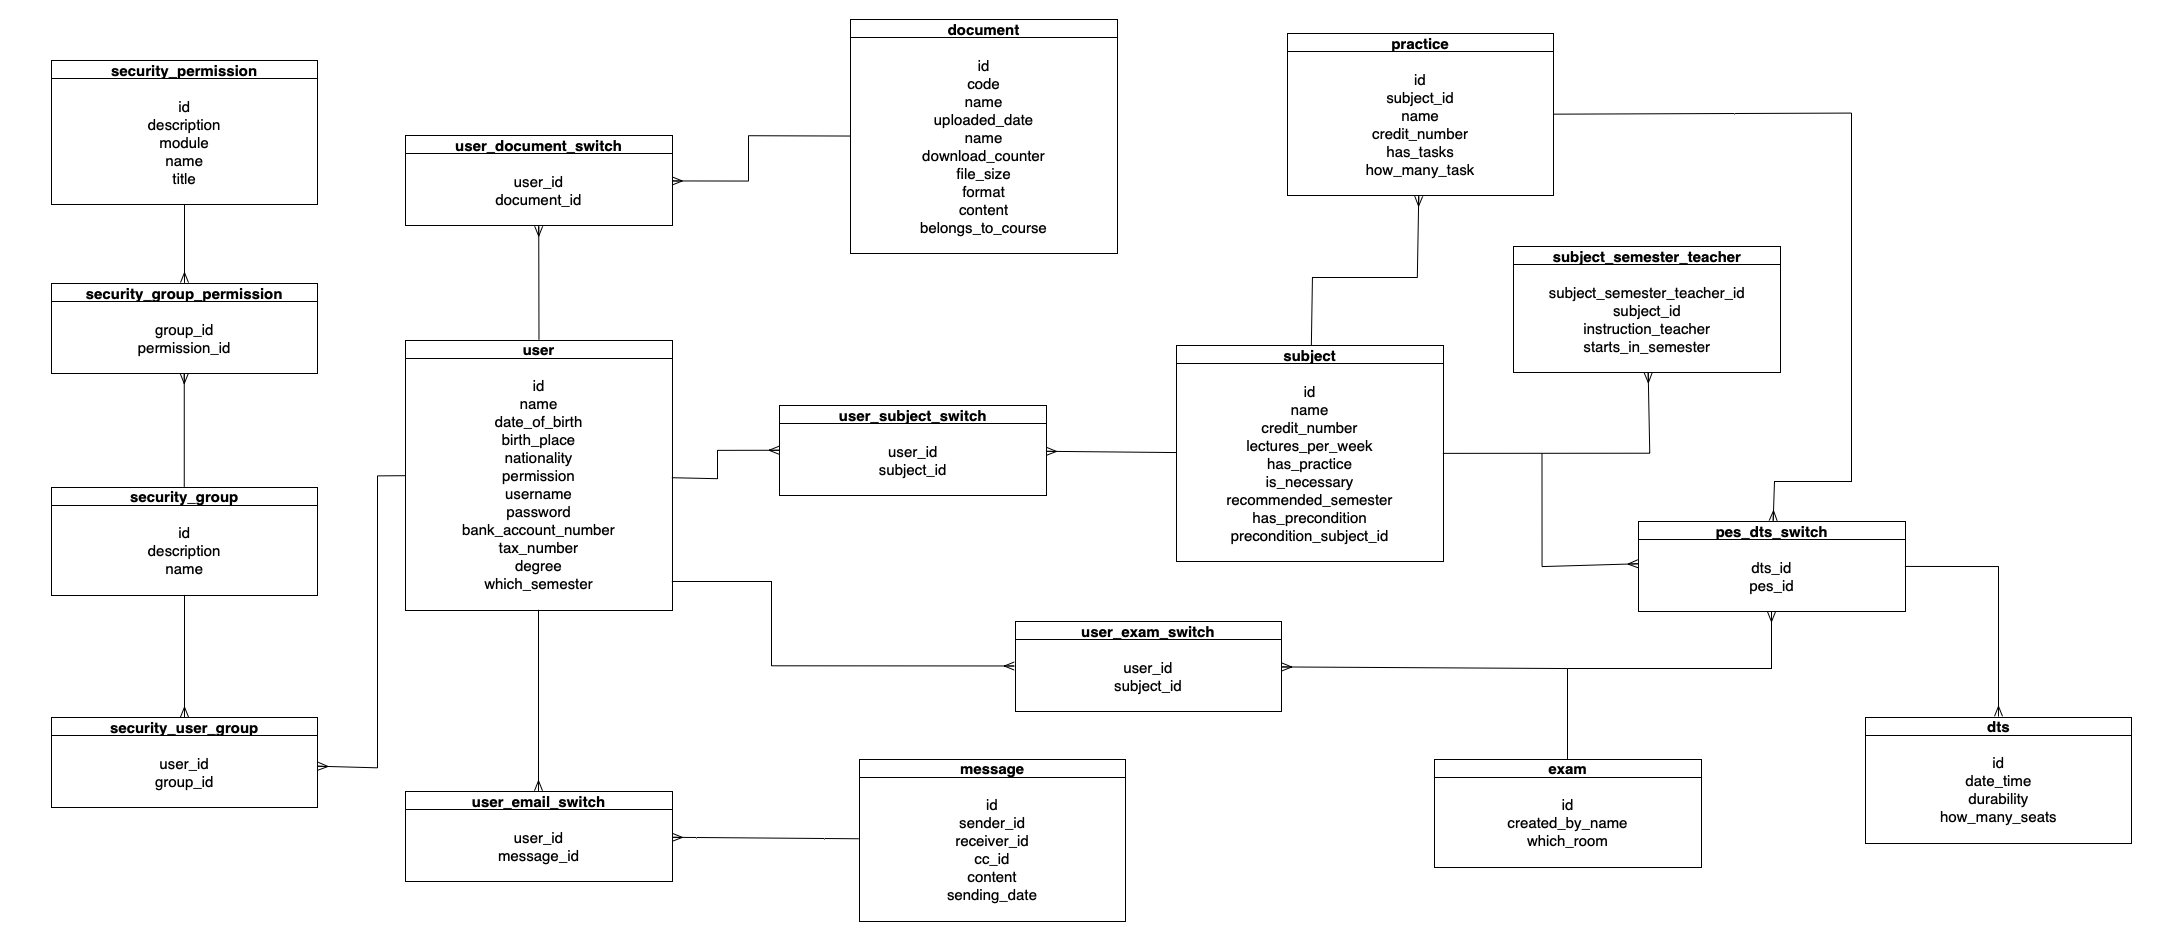 document
id
code
name
uploaded_date
name
download_counter
file_size
format
content
belongs_to_course
practice
id
subject_id
name
credit_number
has_tasks
how_many_task
security_permission
id
description
module
name
title
user_document_switch
user_id
document_id
subject_semester_teacher
subject_semester_teacher_id
subject_id
instruction_teacher
starts_in_semester
security_group_permission
group_id
permission_id
user
id
name
date_of_birth
birth_place
nationality
permission
username
password
bank_account_number
tax_number
degree
which_semester
subject
id
name
credit_number
lectures_per_week
has_practice
is_necessary
recommended_semester
has_precondition
precondition_subject_id
user_subject_switch
user_id
subject_id
security_group
id
description
name
pes_dts_switch
dts_id
pes_id
user_exam_switch
user_id
subject_id
security_user_group
user_id
group_id
dts
id
date_time
durability
how_many_seats
message
id
sender_id
receiver_id
cc_id
content
sending_date
exam
id
created_by_name
which_room
user_email_switch
user_id
message_id